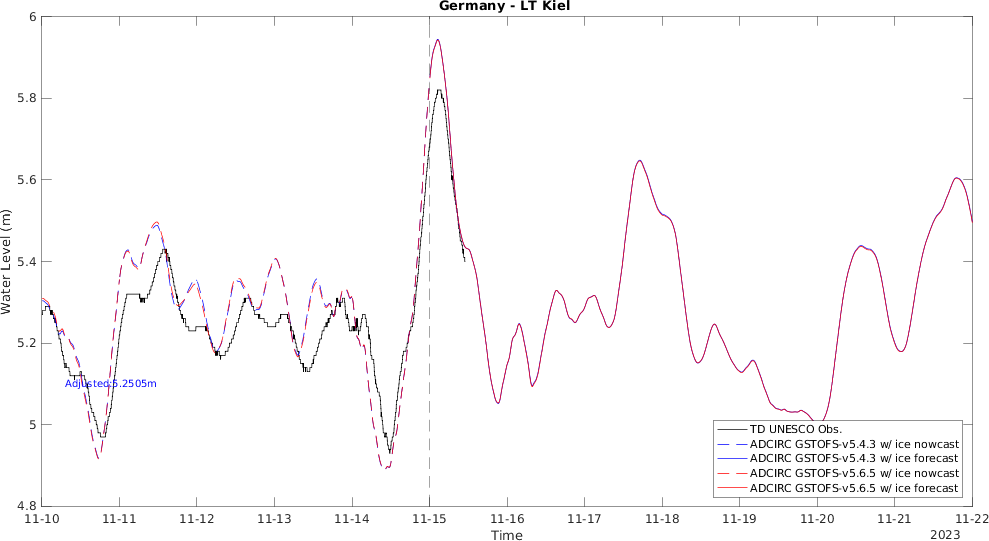 Germany - LT Kiel
6
5.8
5.6
5.4
5.2
5
4.8
Water Level (m)
Adjusted:5.2505m
TD UNESCO Obs.
ADCIRC GSTOFS-v5.4.3 w/ ice nowcast
ADCIRC GSTOFS-v5.4.3 w/ ice forecast
ADCIRC GSTOFS-v5.6.5 w/ ice nowcast
ADCIRC GSTOFS-v5.6.5 w/ ice forecast
11-10 11-11 11-12 11-13 11-14 11-15 11-16 11-17 11-18 11-19 11-20 11-21 11-22
Time
2023